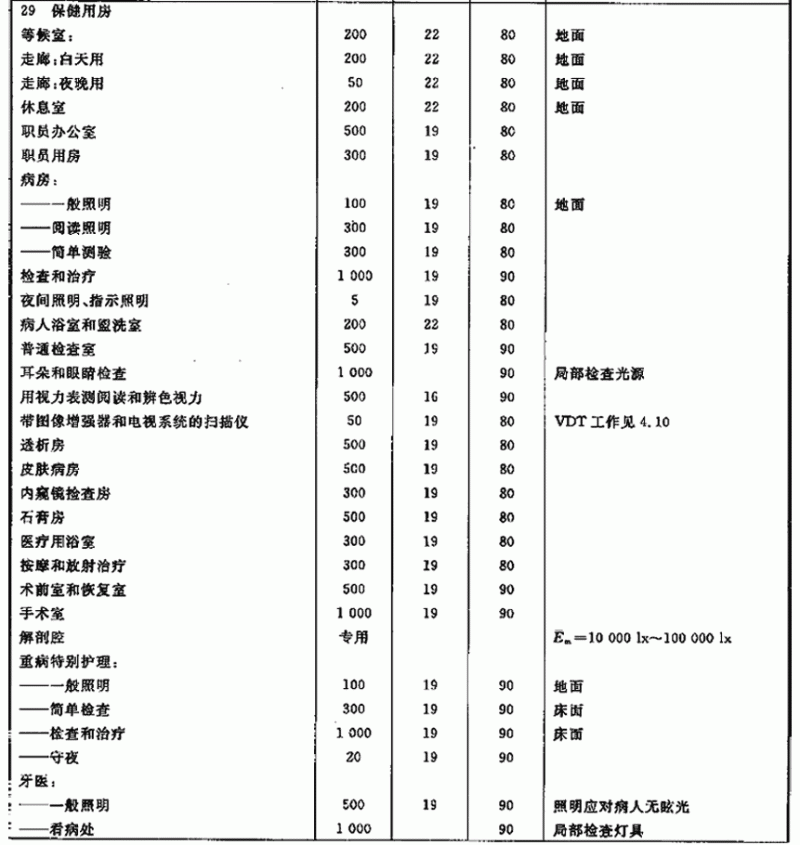 29 保健用房
等候室： 200 22 80 地面
走廊：白天用 200 22 80 地面
走廊：夜晚用 50 22 80 地面
休息室 200 22 80 地面
职员办公室 500 19 80
职员用房 300 19 80
病房：
——一般照明 100 19 80 地面
——阅读照明 300 19 80
——简单测验 300 19 80
检查和治疗 1 000 19 90
夜间照明、指示照明 5 19 80
病人浴室和盥洗室 200 22 80
普通检查室 500 19 90
耳朵和眼睛检查 1 000 90 局部检查光源
用视力表测阅读和辨色视力 500 16 90
带图像增强器和电视系统的扫描仪 50 19 80 VDT 工作见 4.10
透析房 500 19 80
皮肤病房 500 19 80
内窥镜检查房 300 19 80
石膏房 500 19 80
医疗用浴室 300 19 80
按摩和放射治疗 300 19 80
术前室和恢复室 500 19 90
手术室 1 000 19 90
解剖腔 专用 Ēm＝10 000 lx～100 000 lx
重病特别护理：
——一般照明 100 19 90 地面
——简单检查 300 19 90 床面
——检查和治疗 1 000 19 90 床面
——守夜 20 19 90
牙医：
——一般照明 500 19 90 照明应对病人无眩光
——看病处 1 000 90 局部检查灯具